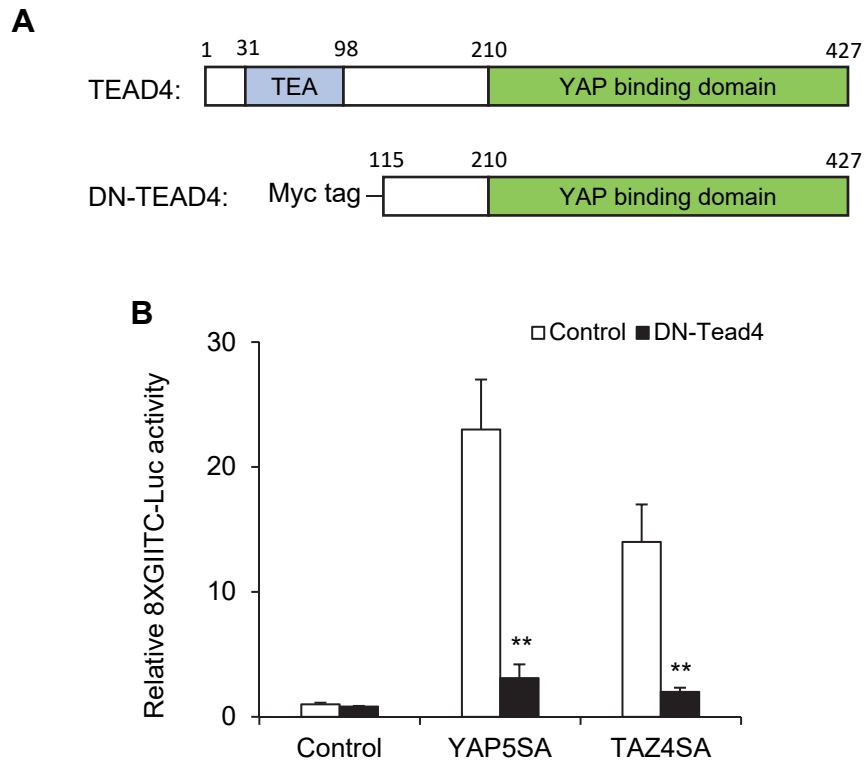 A
1 31 98 210 427
TEAD4: TEA YAP binding domain
115 210 427
DN-TEAD4: Myc tag YAP binding domain
B
Control DN-Tead4
Relative 8XGIITC-Luc activity
30
20
10
0
**
**
Control YAP5SA TAZ4SA